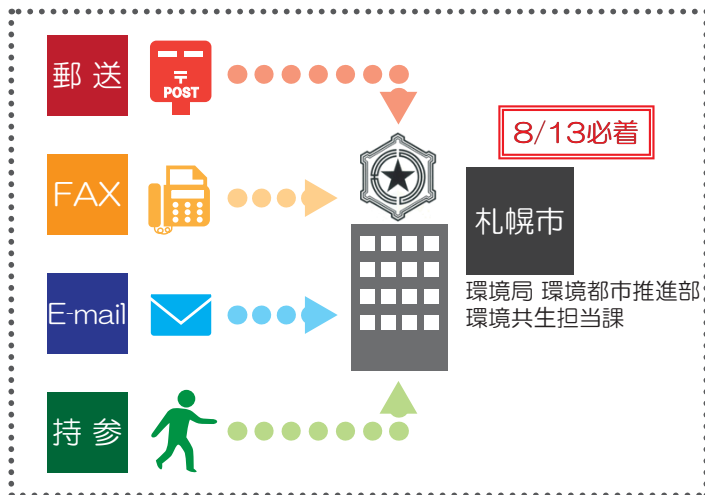 郵 送
〒
POST
8/13必着
FAX
札幌市
環境局 環境都市推進部
環境共生担当課
E-mail
持 参